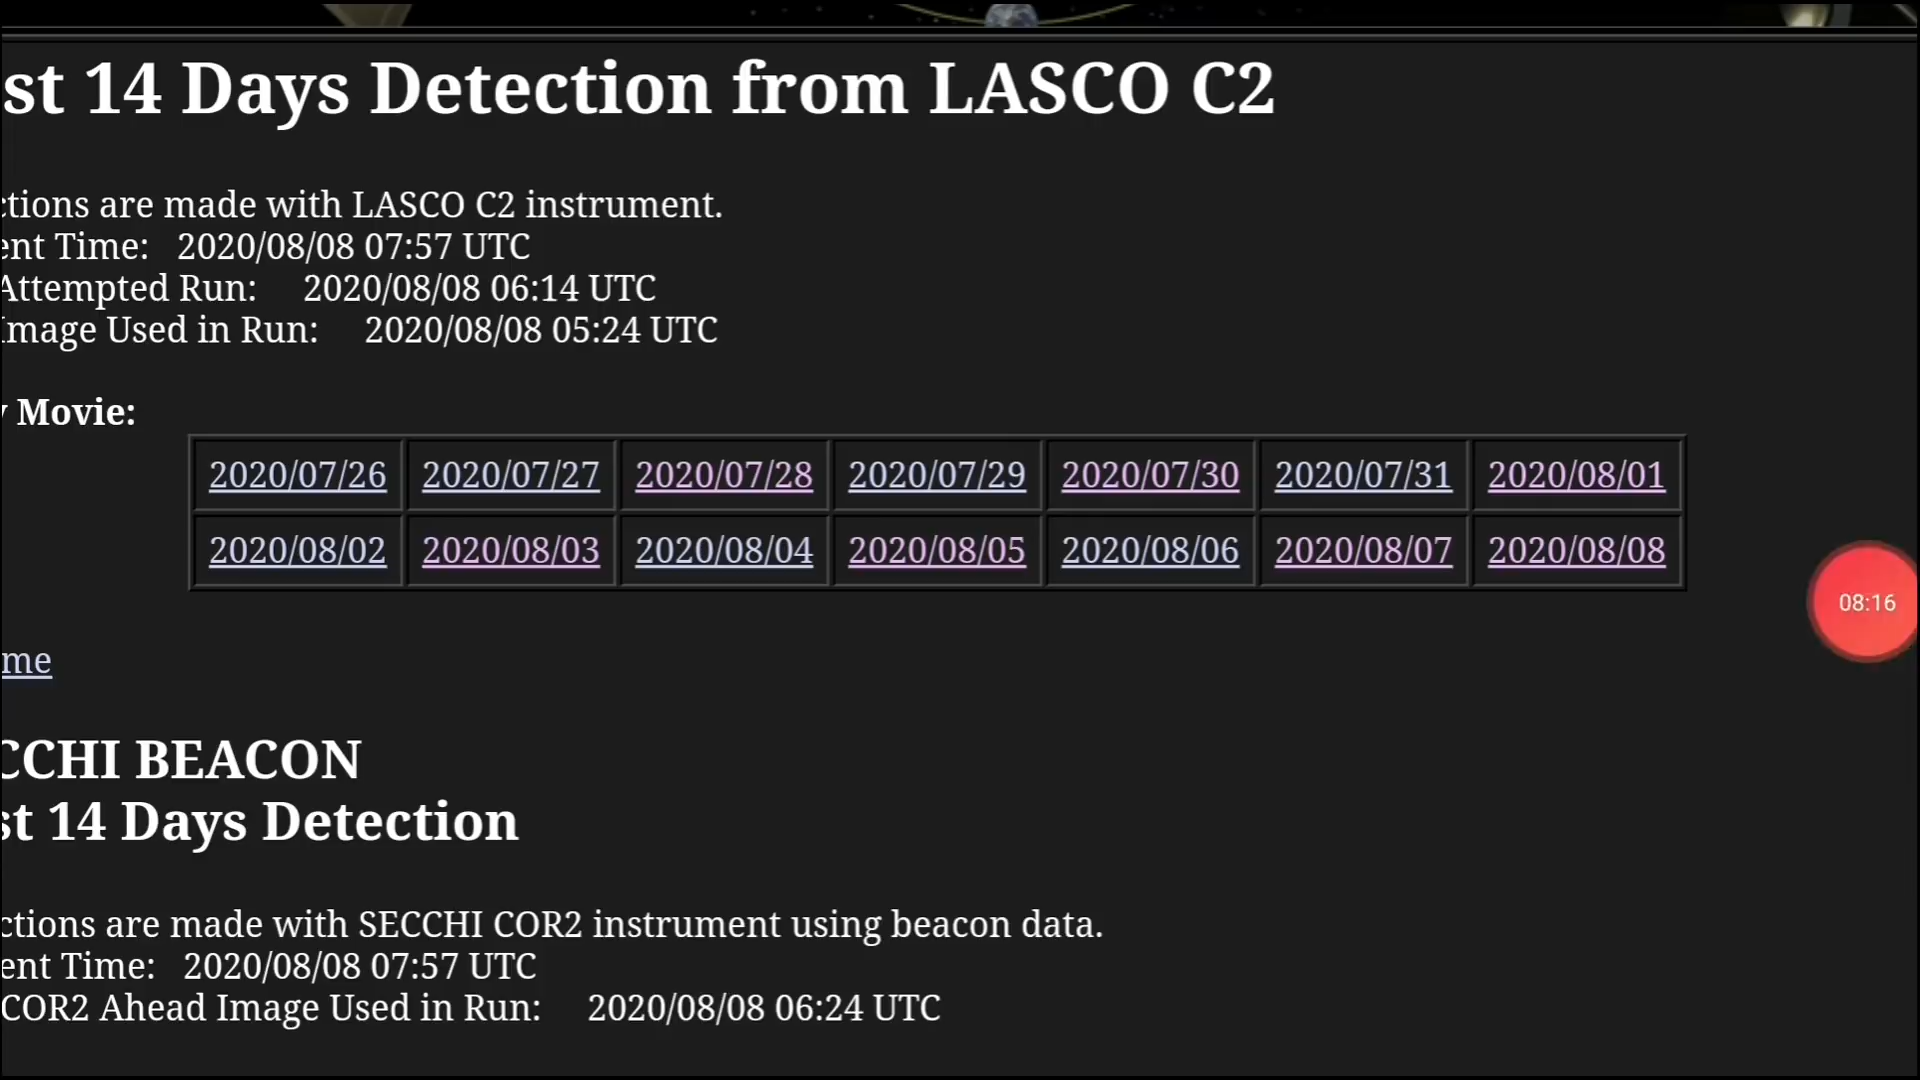 st 14 Days Detection from LASCO C2
ctions are made with LASCO C2 instrument.
ent Time: 2020/08/08 07:57 UTC
Attempted Run: 2020/08/08 06:14 UTC
Image Used in Run: 2020/08/08 05:24 UTC
Movie:
2020/07/26 2020/07/27 2020/07/28 2020/07/29 2020/07/30 2020/07/31 2020/08/01
2020/08/02 2020/08/03 2020/08/04 2020/08/05 2020/08/06 2020/08/07 2020/08/08
08:16
me
CCHI BEACON
st 14 Days Detection
ctions are made with SECCHI COR2 instrument using beacon data.
ent Time: 2020/08/08 07:57 UTC
COR2 Ahead Image Used in Run: 2020/08/08 06:24 UTC